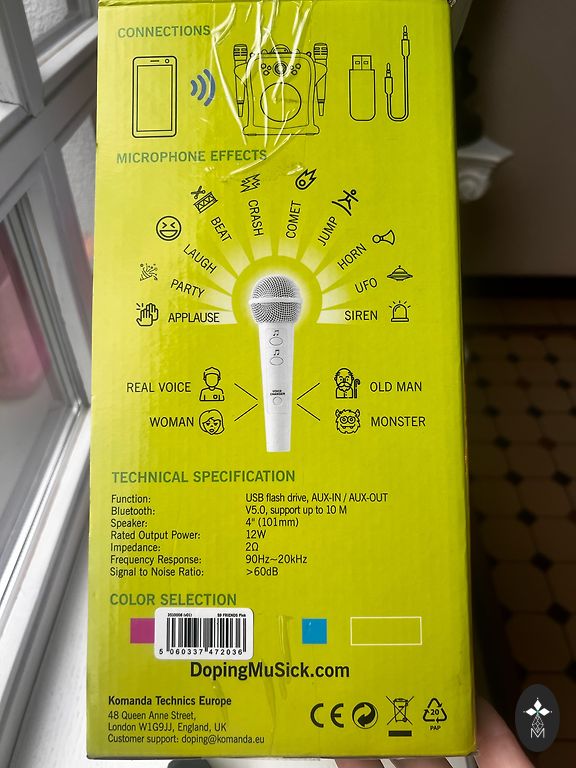 CONNECTIONS
MICROPHONE EFFECTS
APPLAUSE
PARTY
LAUGH
BEAT
CRASH
COMET
JUMP
HORN
UFO
SIREN
VOICE
CHANGER
REAL VOICE
OLD MAN
WOMAN
MONSTER
TECHNICAL SPECIFICATION
Function: USB flash drive, AUX-IN / AUX-OUT
Bluetooth: V5.0, support up to 10 M
Speaker: 4" (101mm)
Rated Output Power: 12W
Impedance: 2Ω
Frequency Response: 90Hz~20kHz
Signal to Noise Ratio: >60dB
COLOR SELECTION
5 060337 472036
DopingMuSick.com
Komanda Technics Europe
48 Queen Anne Street,
London W1G9JJ, England, UK
Customer support: doping@komanda.eu
CE
20
PAP